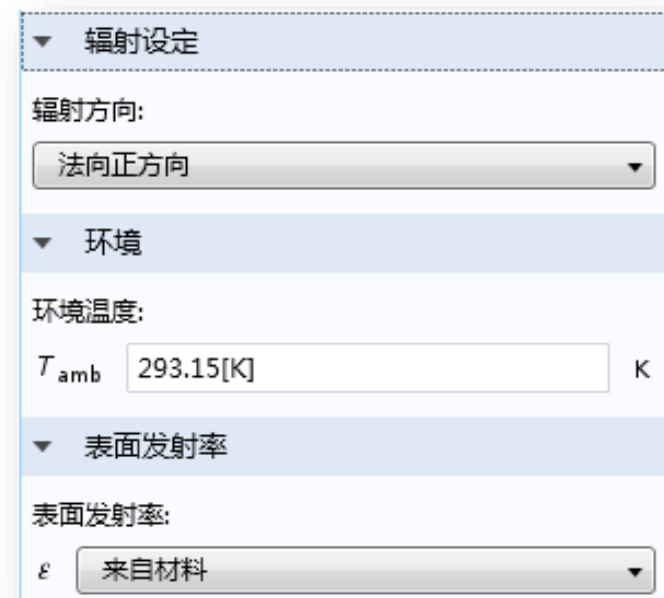 辐射设定
辐射方向:
法向正方向
环境
环境温度:
T amb 293.15[K] K
表面发射率
表面发射率:
ε 来自材料